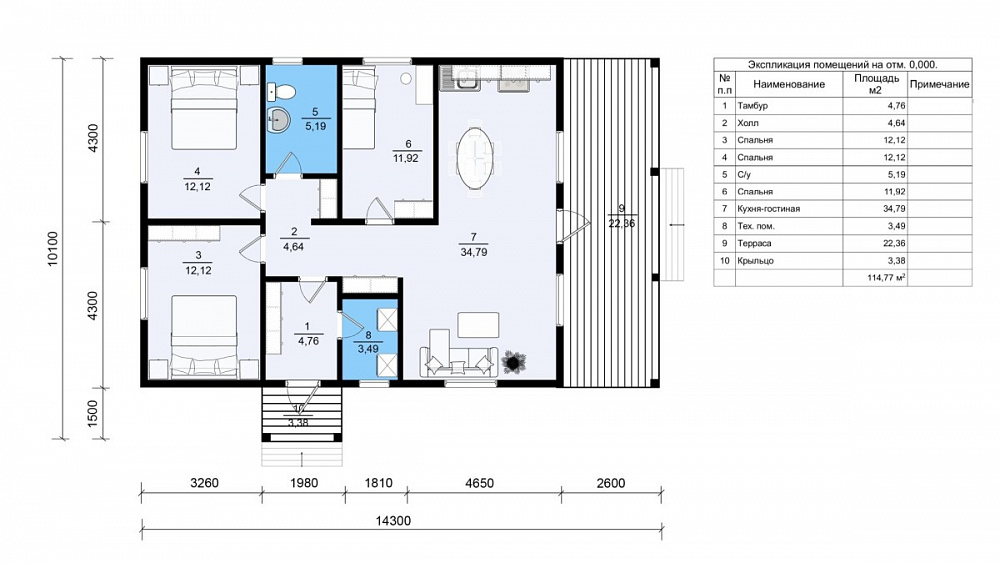 Экспликация помещений на отм. 0,000.
№ п.п Наименование Площадь м2 Примечание
1 Тамбур 4,76
2 Холл 4,64
3 Спальня 12,12
4 Спальня 12,12
5 С/у 5,19
6 Спальня 11,92
7 Кухня-гостиная 34,79
8 Тех. пом. 3,49
9 Терраса 22,36
10 Крыльцо 3,38
114,77 м²
4
12,12
5
5,19
6
11,92
9
22,36
2
4,64
7
34,79
3
12,12
1
4,76
8
3,49
10
3,38
4300
4300
1500
10100
3260 1980 1810 4650 2600
14300